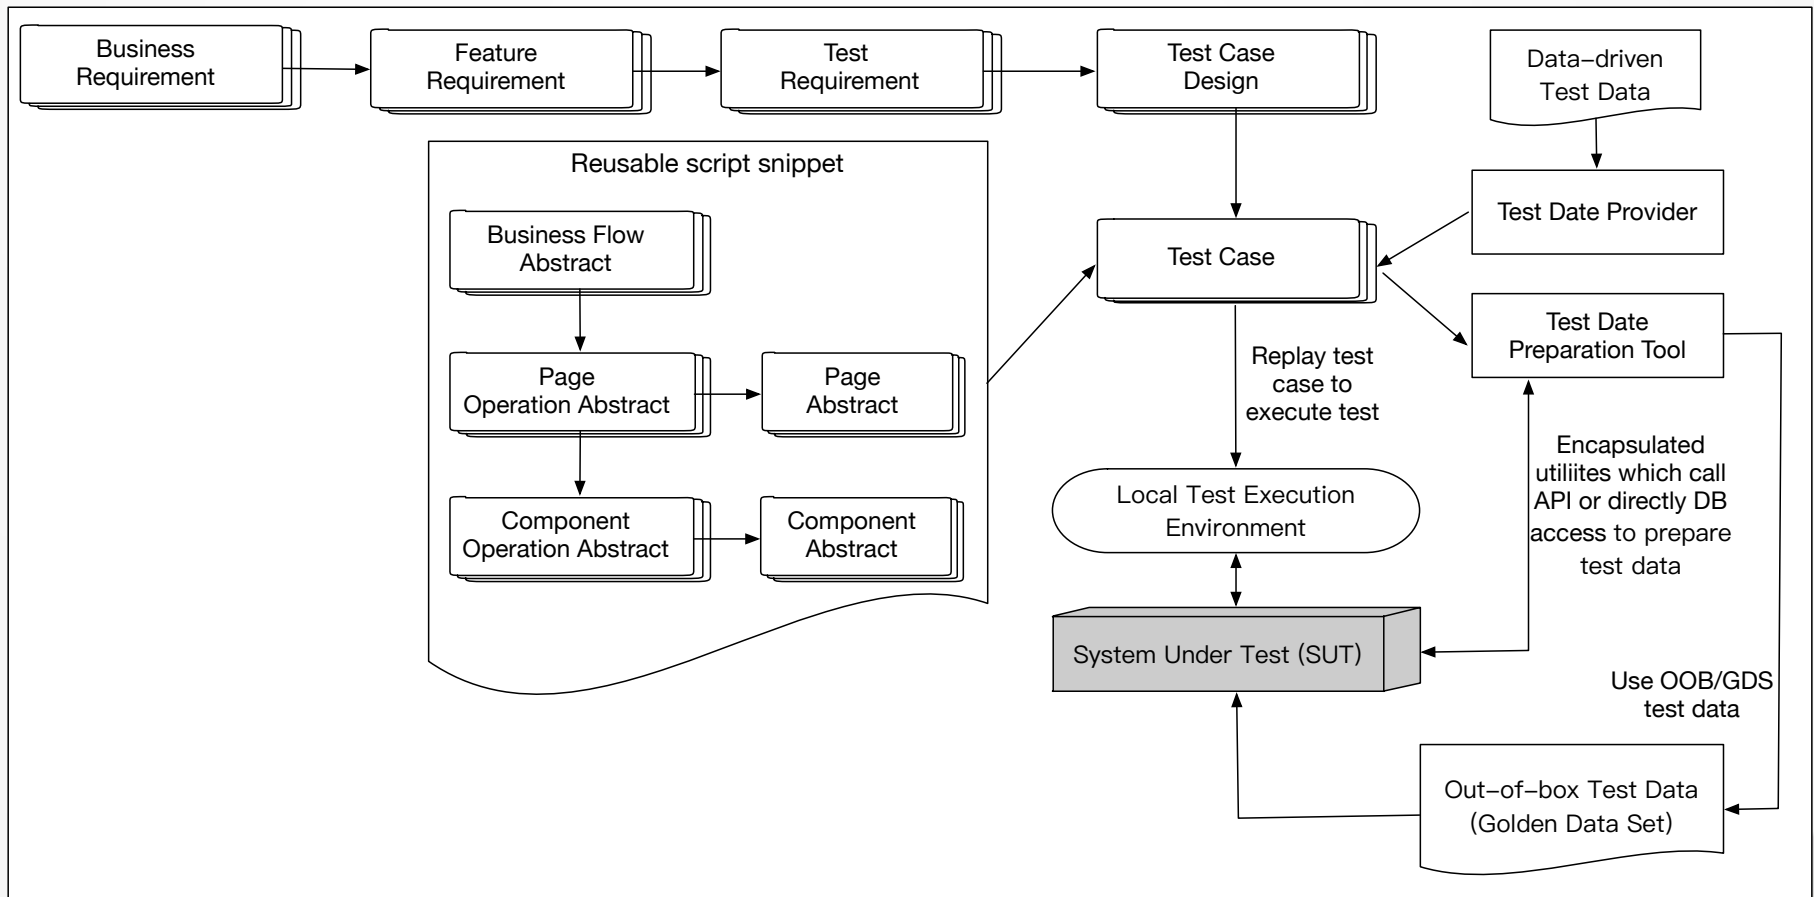 Business
Requirement
Feature
Requirement
Test
Requirement
Test Case
Design
Data-driven
Test Data
Reusable script snippet
Business Flow
Abstract
Page
Operation Abstract
Page
Abstract
Component
Operation Abstract
Component
Abstract
Test Case
Test Date Provider
Test Date
Preparation Tool
Replay test
case to
execute test
Local Test Execution
Environment
Encapsulated
utiliites which call
API or directly DB
access to prepare
test data
System Under Test (SUT)
Use OOB/GDS
test data
Out-of-box Test Data
(Golden Data Set)